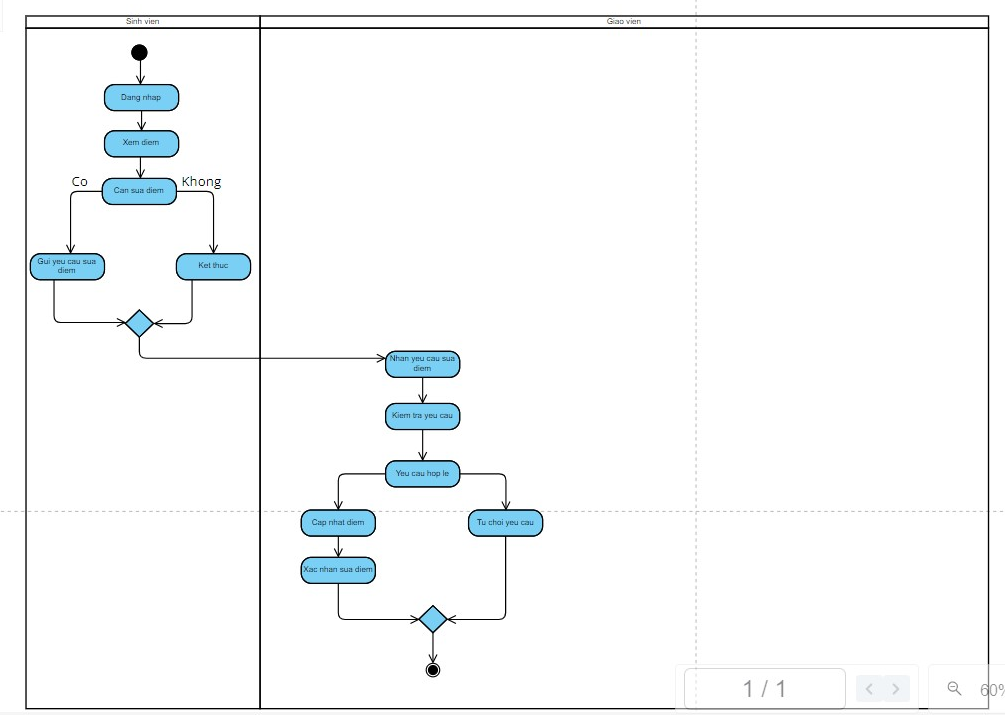 Sinh vien
Giao vien
Dang nhap
Xem diem
Co
Can sua diem
Khong
Gui yeu cau sua
diem
Ket thuc
Nhan yeu cau sua
diem
Kiem tra yeu cau
Yeu cau hop le
Cap nhat diem
Tu choi yeu cau
Xac nhan sua diem
1 / 1
60%